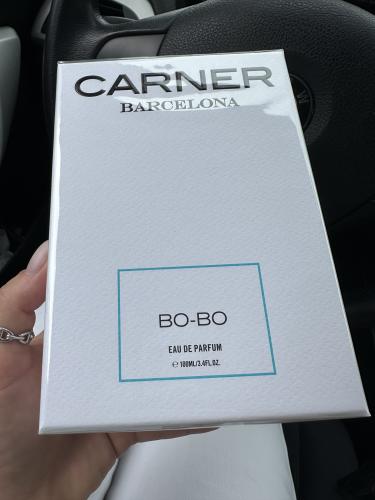 CARNER
BARCELONA
BO-BO
EAU DE PARFUM
℮ 100ML/3.4FL.OZ.